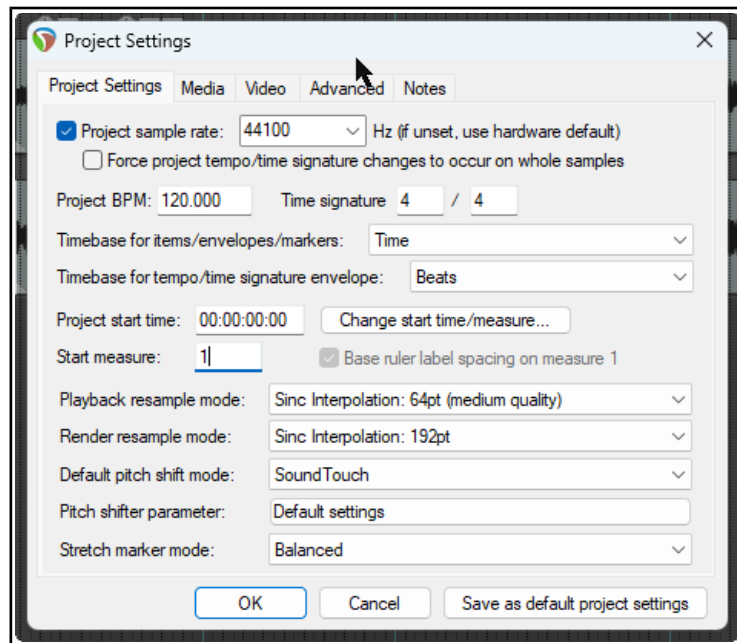 Project Settings
Project Settings Media Video Advanced Notes
Project sample rate: 44100 Hz (if unset, use hardware default)
Force project tempo/time signature changes to occur on whole samples
Project BPM: 120.000 Time signature 4 / 4
Timebase for items/envelopes/markers: Time
Timebase for tempo/time signature envelope: Beats
Project start time: 00:00:00:00 Change start time/measure...
Start measure: 1 Base ruler label spacing on measure 1
Playback resample mode: Sinc Interpolation: 64pt (medium quality)
Render resample mode: Sinc Interpolation: 192pt
Default pitch shift mode: SoundTouch
Pitch shifter parameter: Default settings
Stretch marker mode: Balanced
OK Cancel Save as default project settings